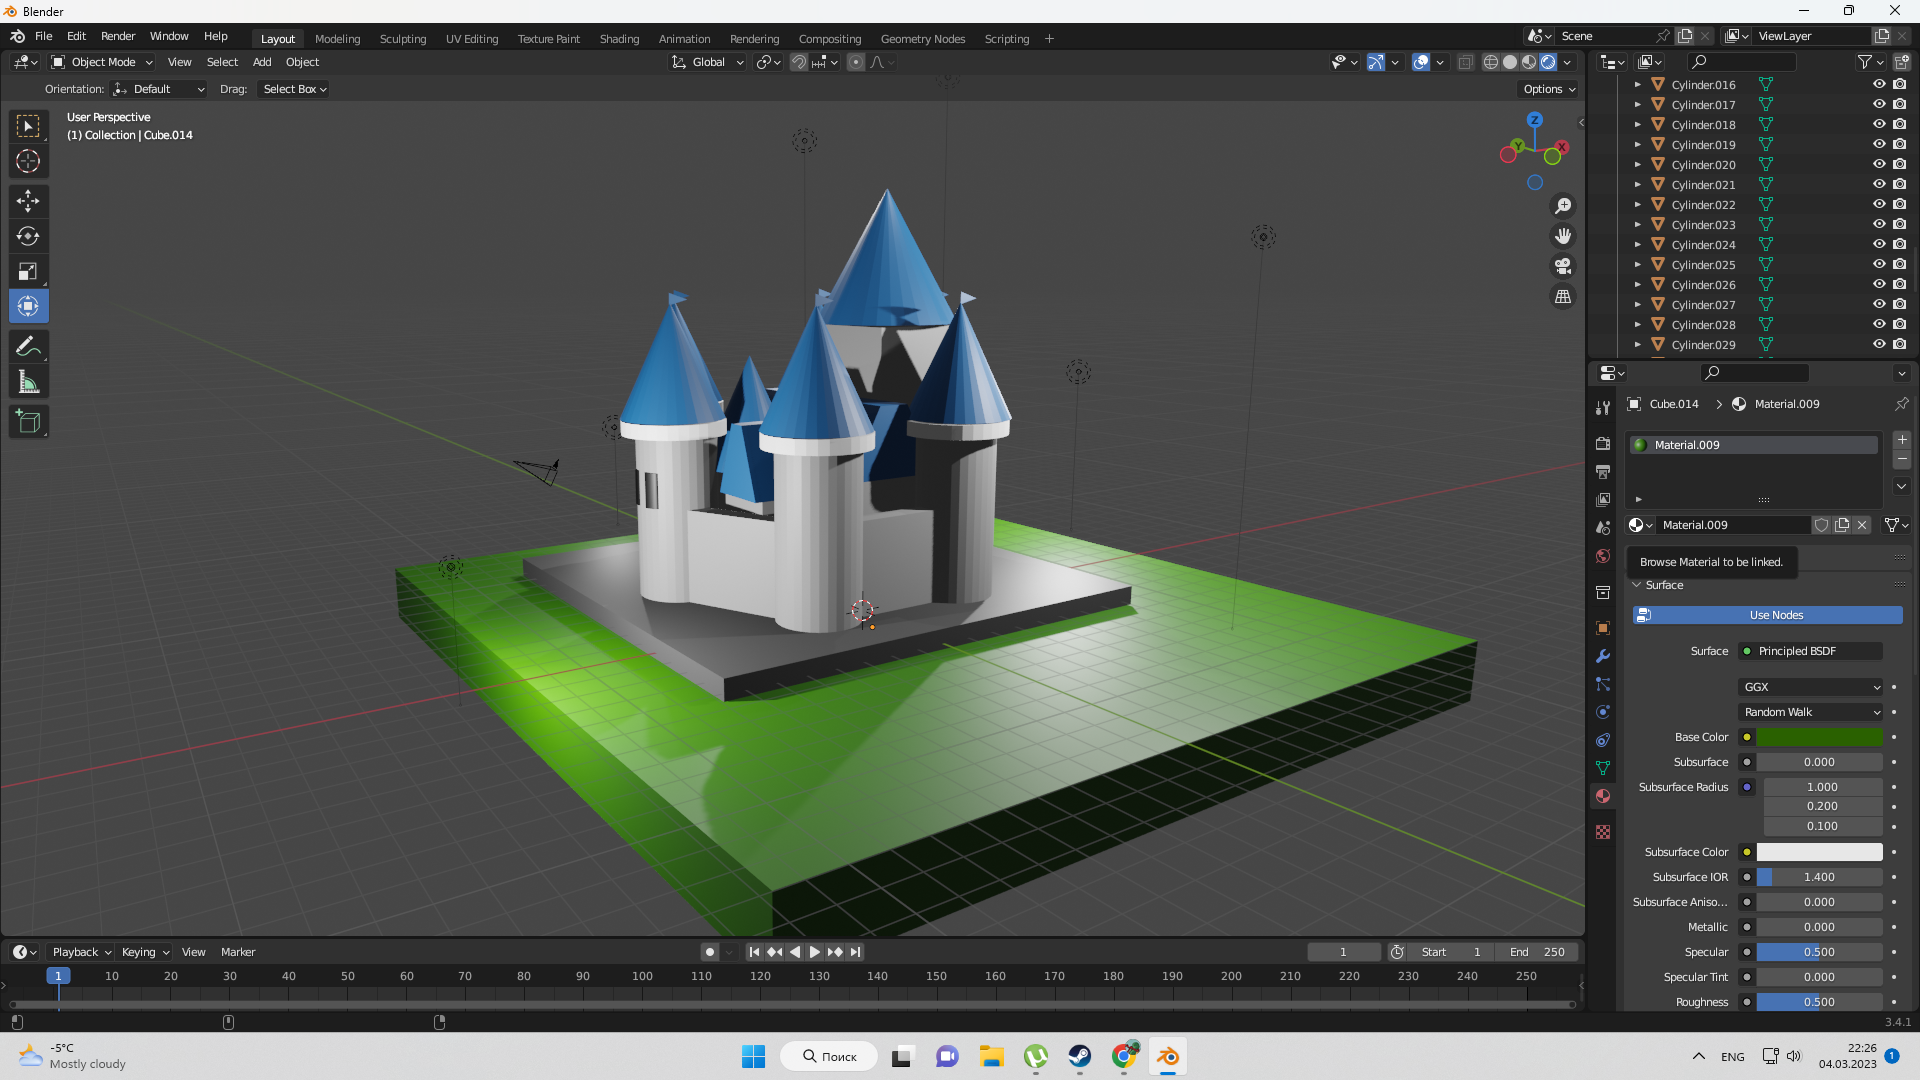 Blender
File Edit Render Window Help
Layout Modeling Sculpting UV Editing Texture Paint Shading Animation Rendering Compositing Geometry Nodes Scripting +
Scene
ViewLayer
Object Mode View Select Add Object
Global
Orientation: Default Drag: Select Box
Options
User Perspective
(1) Collection | Cube.014
Z
Y
X
Cylinder.016
Cylinder.017
Cylinder.018
Cylinder.019
Cylinder.020
Cylinder.021
Cylinder.022
Cylinder.023
Cylinder.024
Cylinder.025
Cylinder.026
Cylinder.027
Cylinder.028
Cylinder.029
Cube.014 > Material.009
Material.009
Material.009
Browse Material to be linked.
Surface
Use Nodes
Surface Principled BSDF
GGX
Random Walk
Base Color
Subsurface 0.000
Subsurface Radius 1.000
0.200
0.100
Subsurface Color
Subsurface IOR 1.400
Subsurface Aniso... 0.000
Metallic 0.000
Specular 0.500
Specular Tint 0.000
Roughness 0.500
Playback Keying View Marker
1
Start 1 End 250
1 10 20 30 40 50 60 70 80 90 100 110 120 130 140 150 160 170 180 190 200 210 220 230 240 250
3.4.1
-5°C
Mostly cloudy
Поиск
ENG
22:26
04.03.2023
1